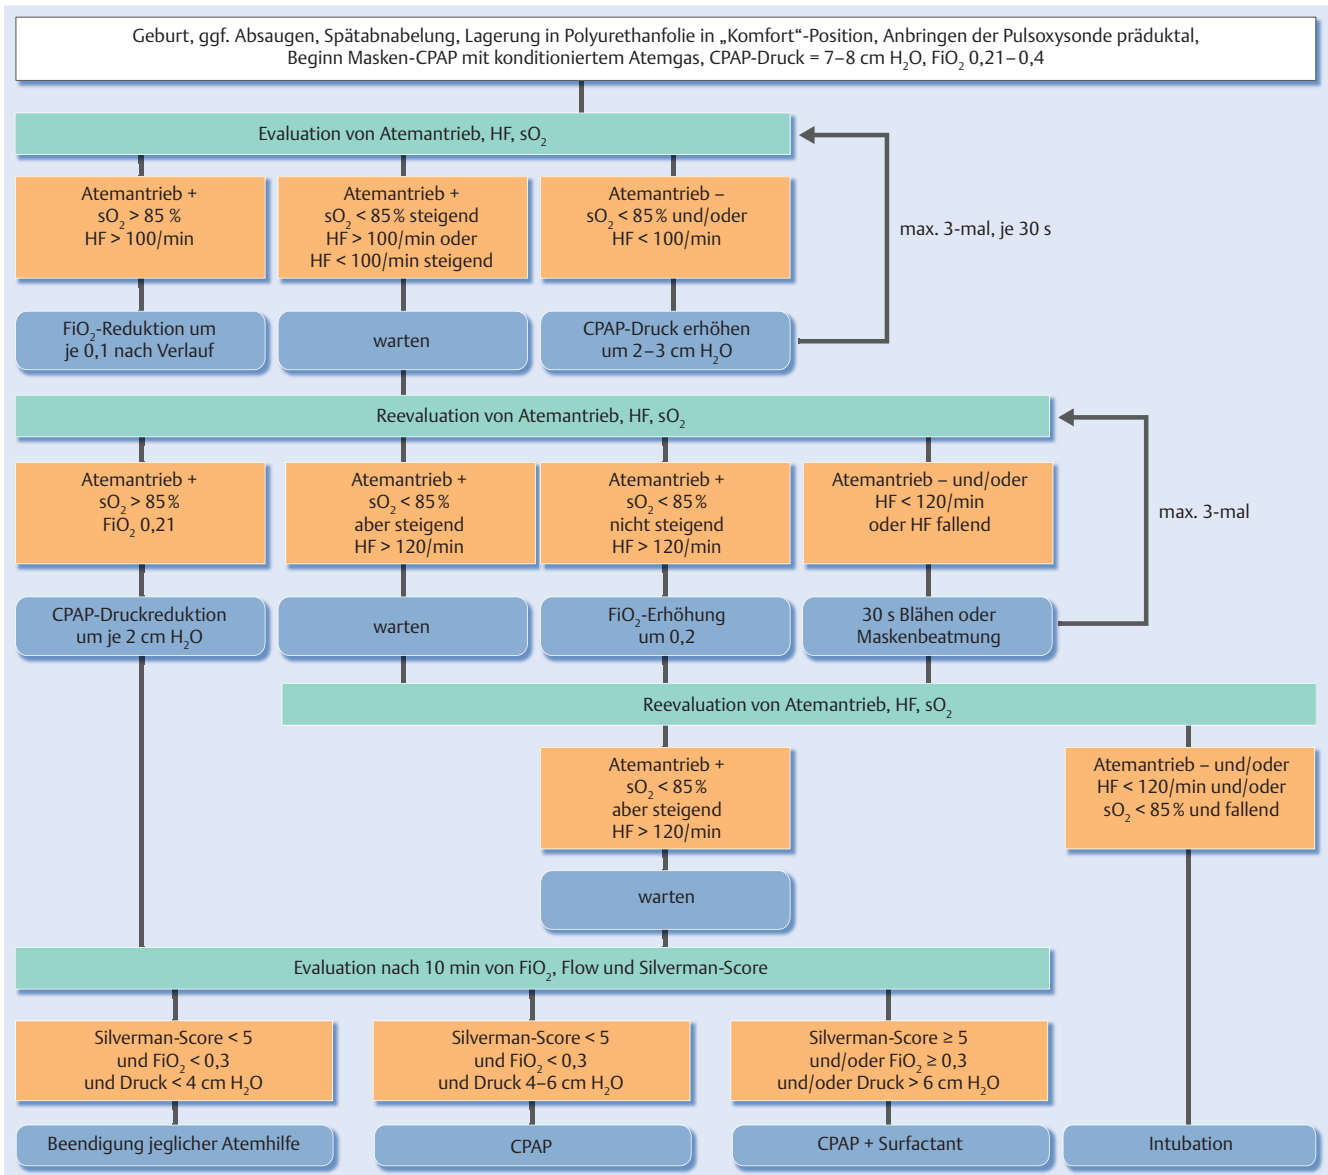 Geburt, ggf. Absaugen, Spätabnabelung, Lagerung in Polyurethanfolie in „Komfort“-Position, Anbringen der Pulsoxysonde präduktal,
Beginn Masken-CPAP mit konditioniertem Atemgas, CPAP-Druck = 7–8 cm H₂O, FiO₂ 0,21–0,4
Evaluation von Atemantrieb, HF, sO₂
Atemantrieb +
sO₂ > 85 %
HF > 100/min
Atemantrieb +
sO₂ < 85 % steigend
HF > 100/min oder
HF < 100/min steigend
Atemantrieb –
sO₂ < 85 % und/oder
HF < 100/min
max. 3-mal, je 30 s
FiO₂-Reduktion um
je 0,1 nach Verlauf
warten
CPAP-Druck erhöhen
um 2–3 cm H₂O
Reevaluation von Atemantrieb, HF, sO₂
Atemantrieb +
sO₂ > 85 %
FiO₂ 0,21
Atemantrieb +
sO₂ < 85 %
aber steigend
HF > 120/min
Atemantrieb +
sO₂ < 85 %
nicht steigend
HF > 120/min
Atemantrieb – und/oder
HF < 120/min
oder HF fallend
max. 3-mal
CPAP-Druckreduktion
um je 2 cm H₂O
warten
FiO₂-Erhöhung
um 0,2
30 s Blähen oder
Maskenbeatmung
Reevaluation von Atemantrieb, HF, sO₂
Atemantrieb +
sO₂ < 85 %
aber steigend
HF > 120/min
Atemantrieb – und/oder
HF < 120/min und/oder
sO₂ < 85 % und fallend
warten
Evaluation nach 10 min von FiO₂, Flow und Silverman-Score
Silverman-Score < 5
und FiO₂ < 0,3
und Druck < 4 cm H₂O
Silverman-Score < 5
und FiO₂ < 0,3
und Druck 4–6 cm H₂O
Silverman-Score ≥ 5
und/oder FiO₂ ≥ 0,3
und/oder Druck > 6 cm H₂O
Beendigung jeglicher Atemhilfe
CPAP
CPAP + Surfactant
Intubation